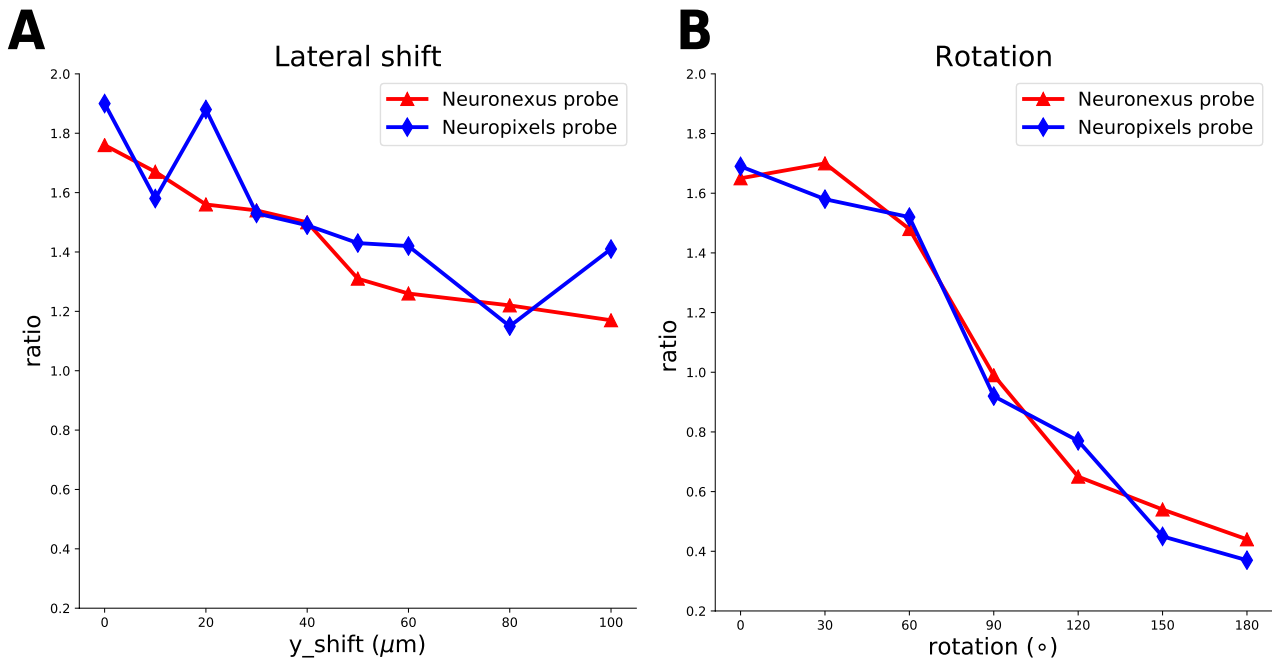 A
Lateral shift
Neuronexus probe
Neuropixels probe
ratio
2.0
1.8
1.6
1.4
1.2
1.0
0.8
0.6
0.4
0.2
0 20 40 60 80 100
y_shift (μm)
B
Rotation
Neuronexus probe
Neuropixels probe
ratio
2.0
1.8
1.6
1.4
1.2
1.0
0.8
0.6
0.4
0.2
0 30 60 90 120 150 180
rotation (∘)